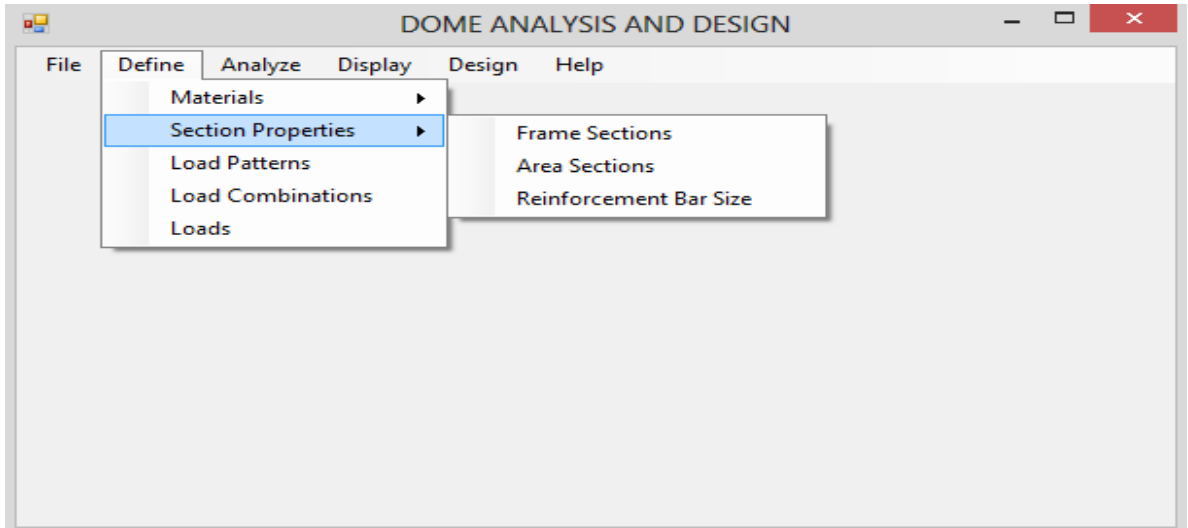 DOME ANALYSIS AND DESIGN
File Define Analyze Display Design Help
Materials
Section Properties
Load Patterns
Load Combinations
Loads
Frame Sections
Area Sections
Reinforcement Bar Size